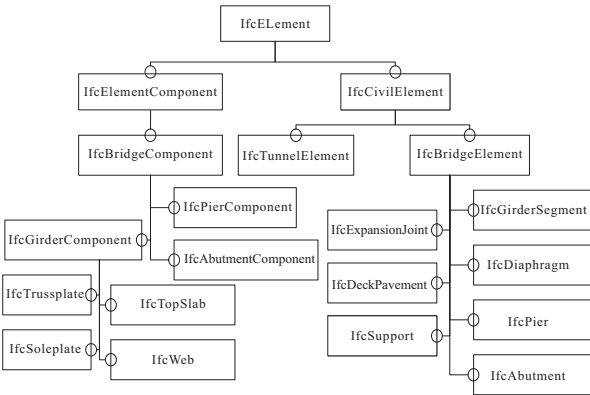 IfcELement
IfcElementComponent
IfcCivilElement
IfcBridgeComponent
IfcTunnelElement
IfcBridgeElement
IfcPierComponent
IfcGirderSegment
IfcGirderComponent
IfcExpansionJoint
IfcAbutmentComponent
IfcDiaphragm
IfcTrussplate
IfcTopSlab
IfcDeckPavement
IfcPier
IfcSoleplate
IfcWeb
IfcSupport
IfcAbutment